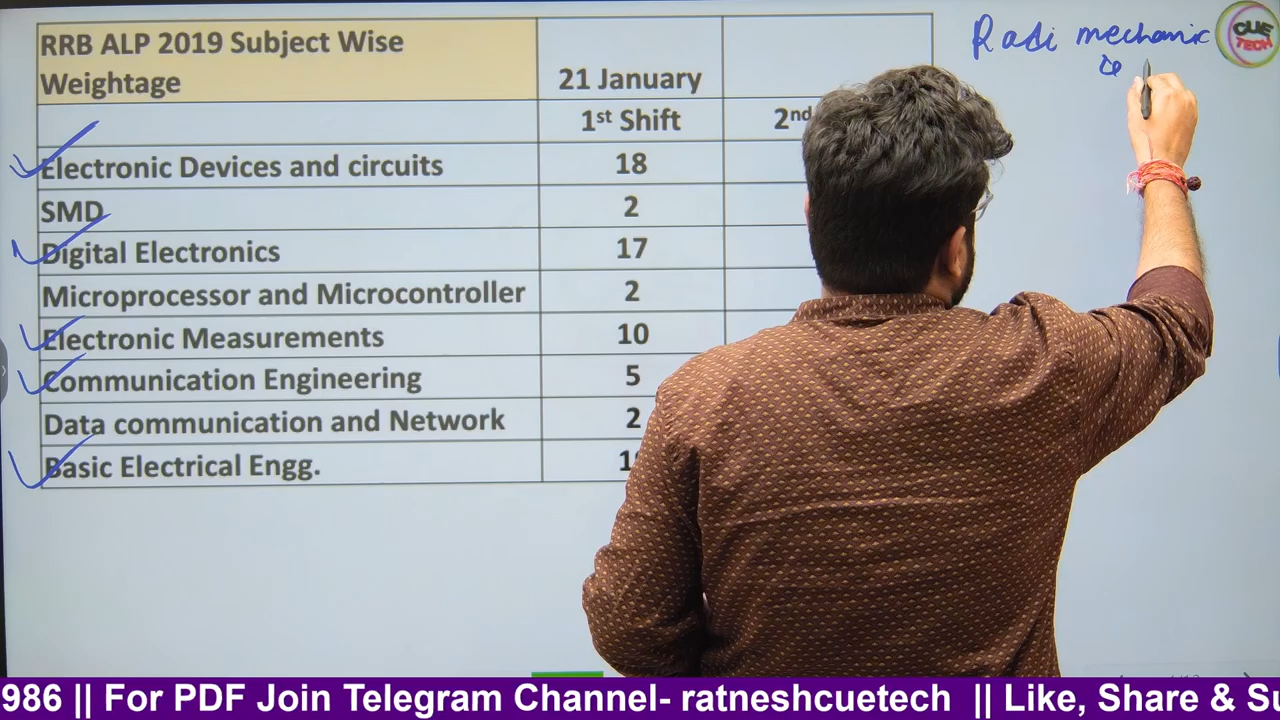 RRB ALP 2019 Subject Wise
Weightage
21 January
1st Shift
2nd
Electronic Devices and circuits 18
SMD 2
Digital Electronics 17
Microprocessor and Microcontroller 2
Electronic Measurements 10
Communication Engineering 5
Data communication and Network 2
Basic Electrical Engg.
Radi mechanic
CUE
TECH
986 || For PDF Join Telegram Channel- ratneshcuetech || Like, Share &